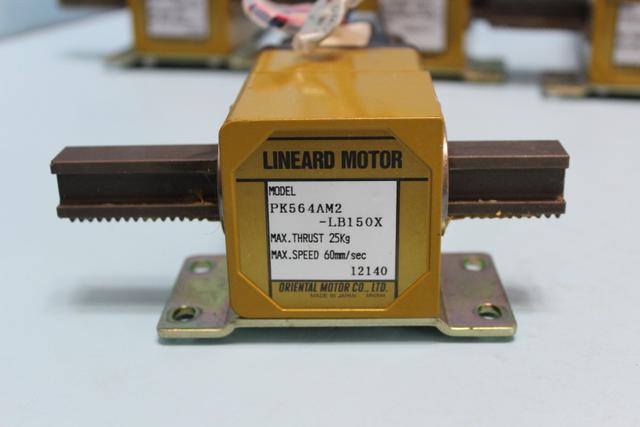 LINEARD MOTOR
MODEL
PK564AM2
-LB150X
MAX.THRUST 25Kg
MAX.SPEED 60mm/sec
12140
ORIENTAL MOTOR CO., LTD.
MADE IN JAPAN